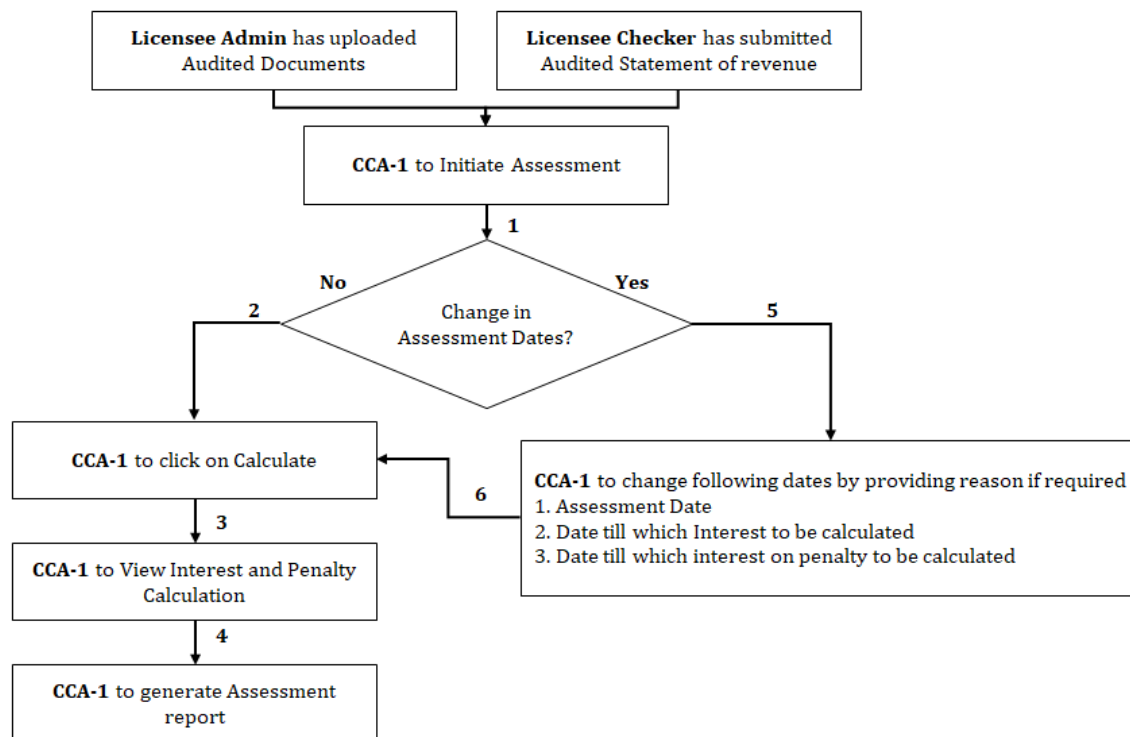 Licensee Admin has uploaded
Audited Documents
Licensee Checker has submitted
Audited Statement of revenue
CCA-1 to Initiate Assessment
1
No
Yes
2
5
Change in
Assessment Dates?
CCA-1 to click on Calculate
6
CCA-1 to change following dates by providing reason if required
1. Assessment Date
2. Date till which Interest to be calculated
3. Date till which interest on penalty to be calculated
3
CCA-1 to View Interest and Penalty
Calculation
4
CCA-1 to generate Assessment
report